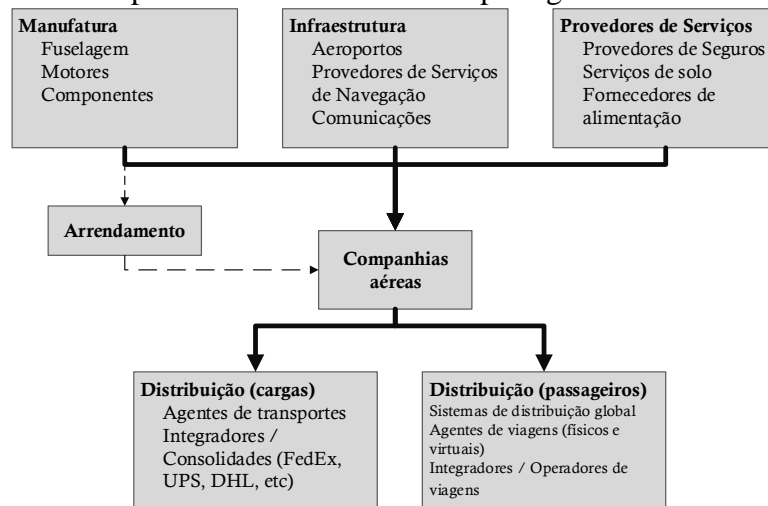 Manufatura
Fuselagem
Motores
Componentes
Infraestrutura
Aeroportos
Provedores de Serviços
de Navegação
Comunicações
Provedores de Serviços
Provedores de Seguros
Serviços de solo
Fornecedores de
alimentação
Arrendamento
Companhias
aéreas
Distribuição (cargas)
Agentes de transportes
Integradores /
Consolidades (FedEx,
UPS, DHL, etc)
Distribuição (passageiros)
Sistemas de distribuição global
Agentes de viagens (físicos e
virtuais)
Integradores / Operadores de
viagens